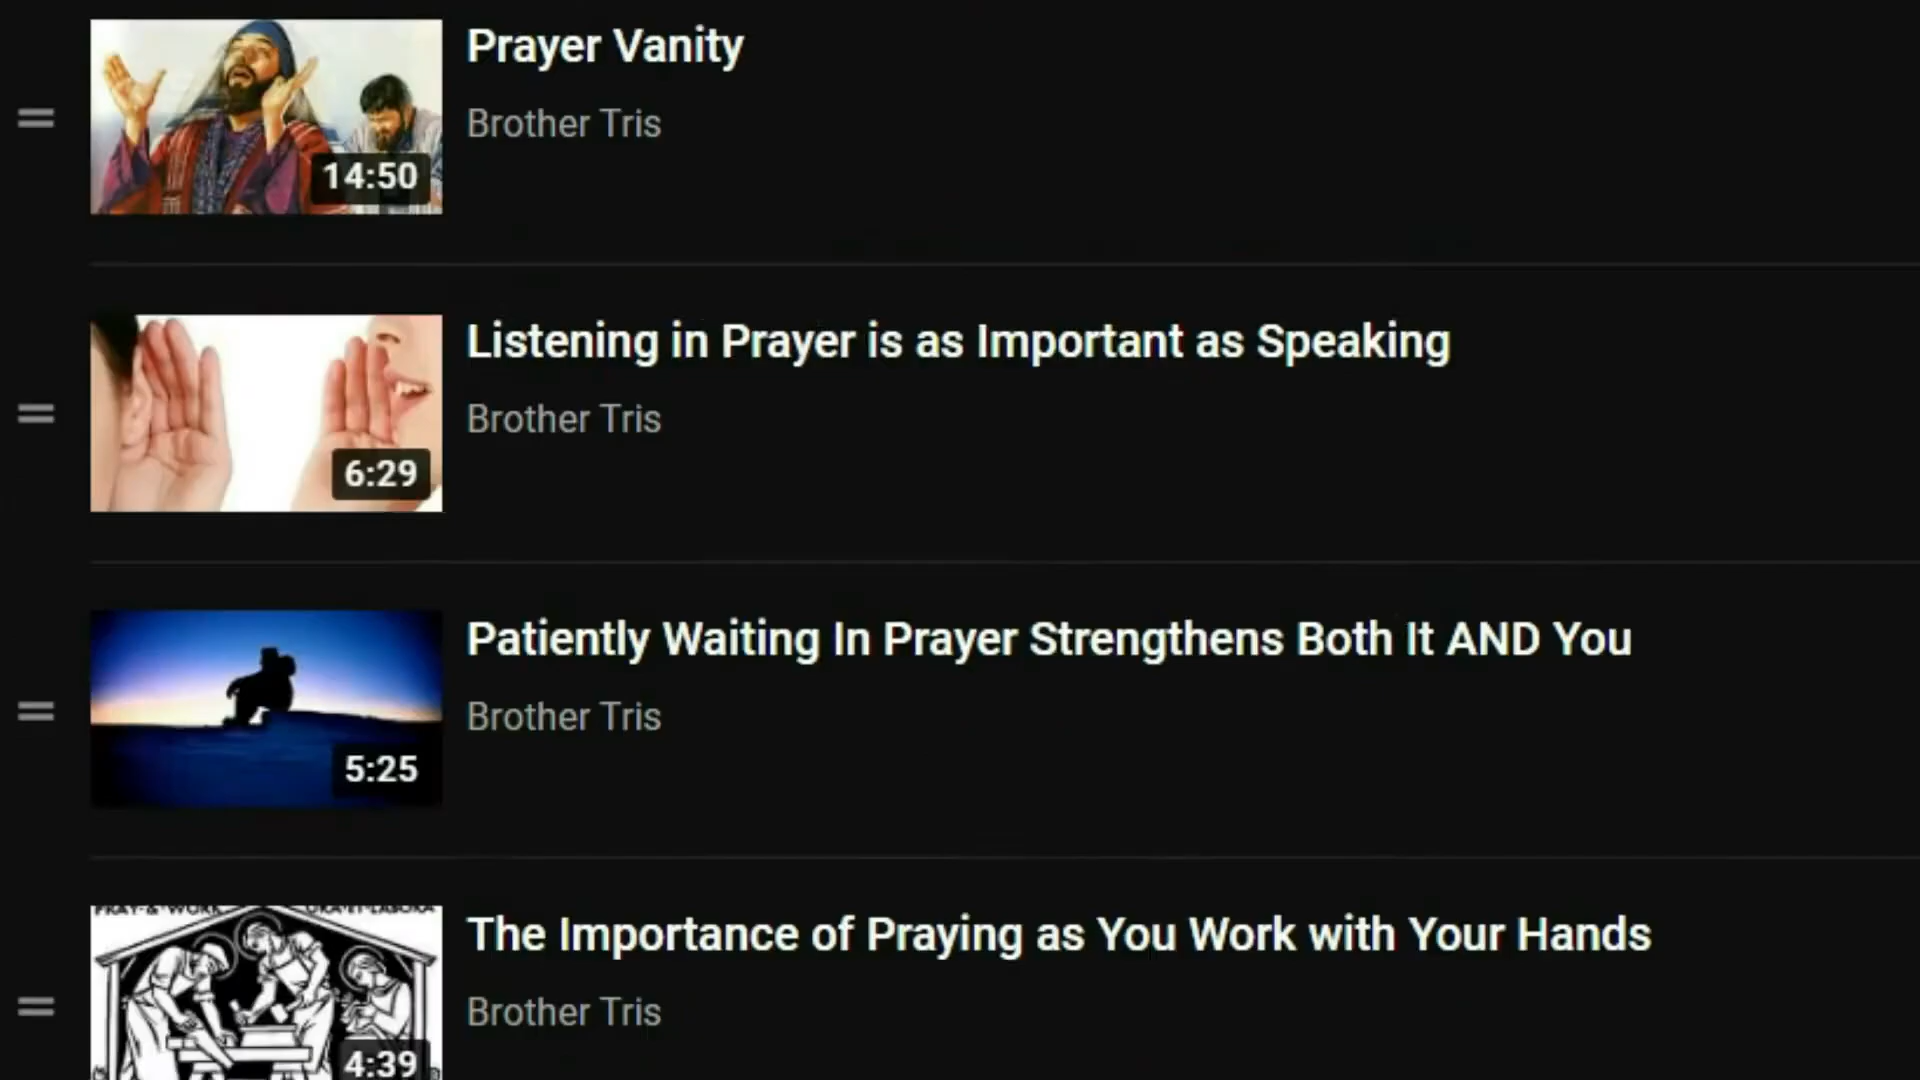 Prayer Vanity
Brother Tris
14:50
Listening in Prayer is as Important as Speaking
Brother Tris
6:29
Patiently Waiting In Prayer Strengthens Both It AND You
Brother Tris
5:25
PRAY & WORK
The Importance of Praying as You Work with Your Hands
Brother Tris
4:39